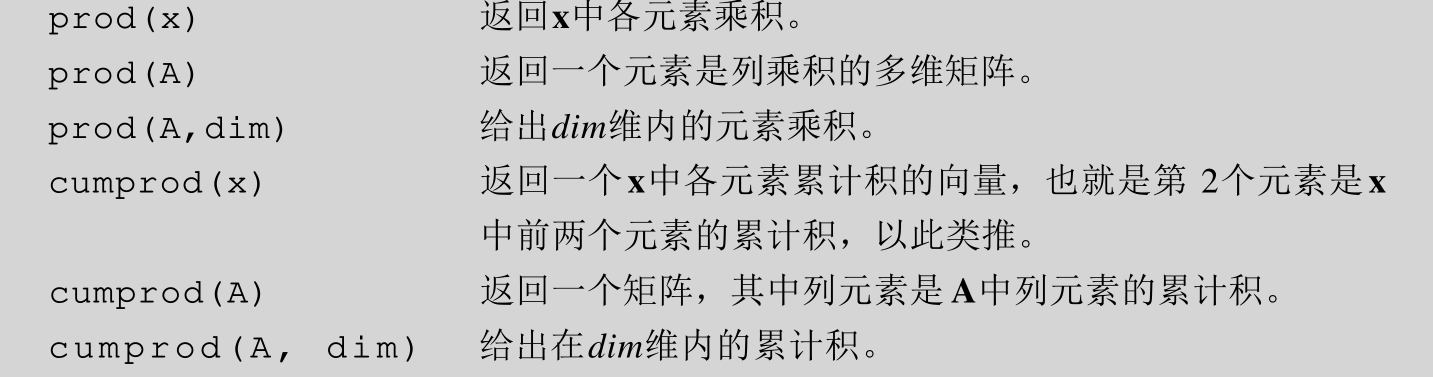 prod(x) 返回x中各元素乘积。
prod(A) 返回一个元素是列乘积的多维矩阵。
prod(A,dim) 给出dim维内的元素乘积。
cumprod(x) 返回一个x中各元素累计积的向量，也就是第 2个元素是x
中前两个元素的累计积，以此类推。
cumprod(A) 返回一个矩阵，其中列元素是A中列元素的累计积。
cumprod(A, dim) 给出在dim维内的累计积。